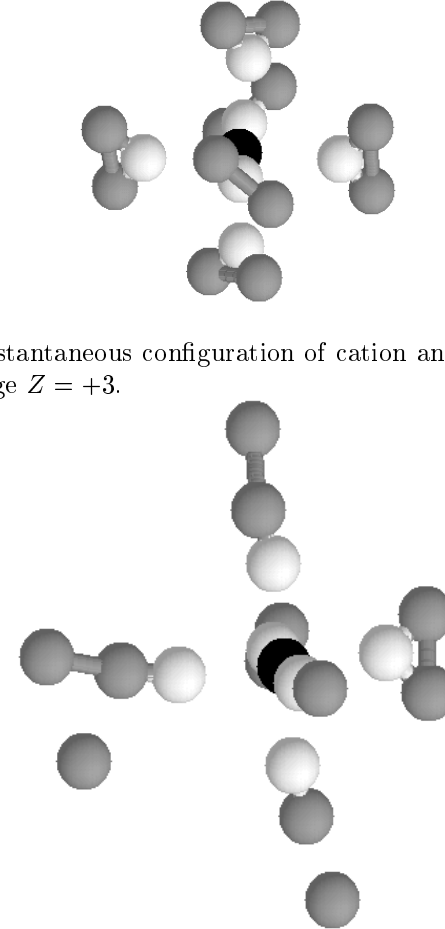 stantaneous configuration of cation an
ge Z = +3.